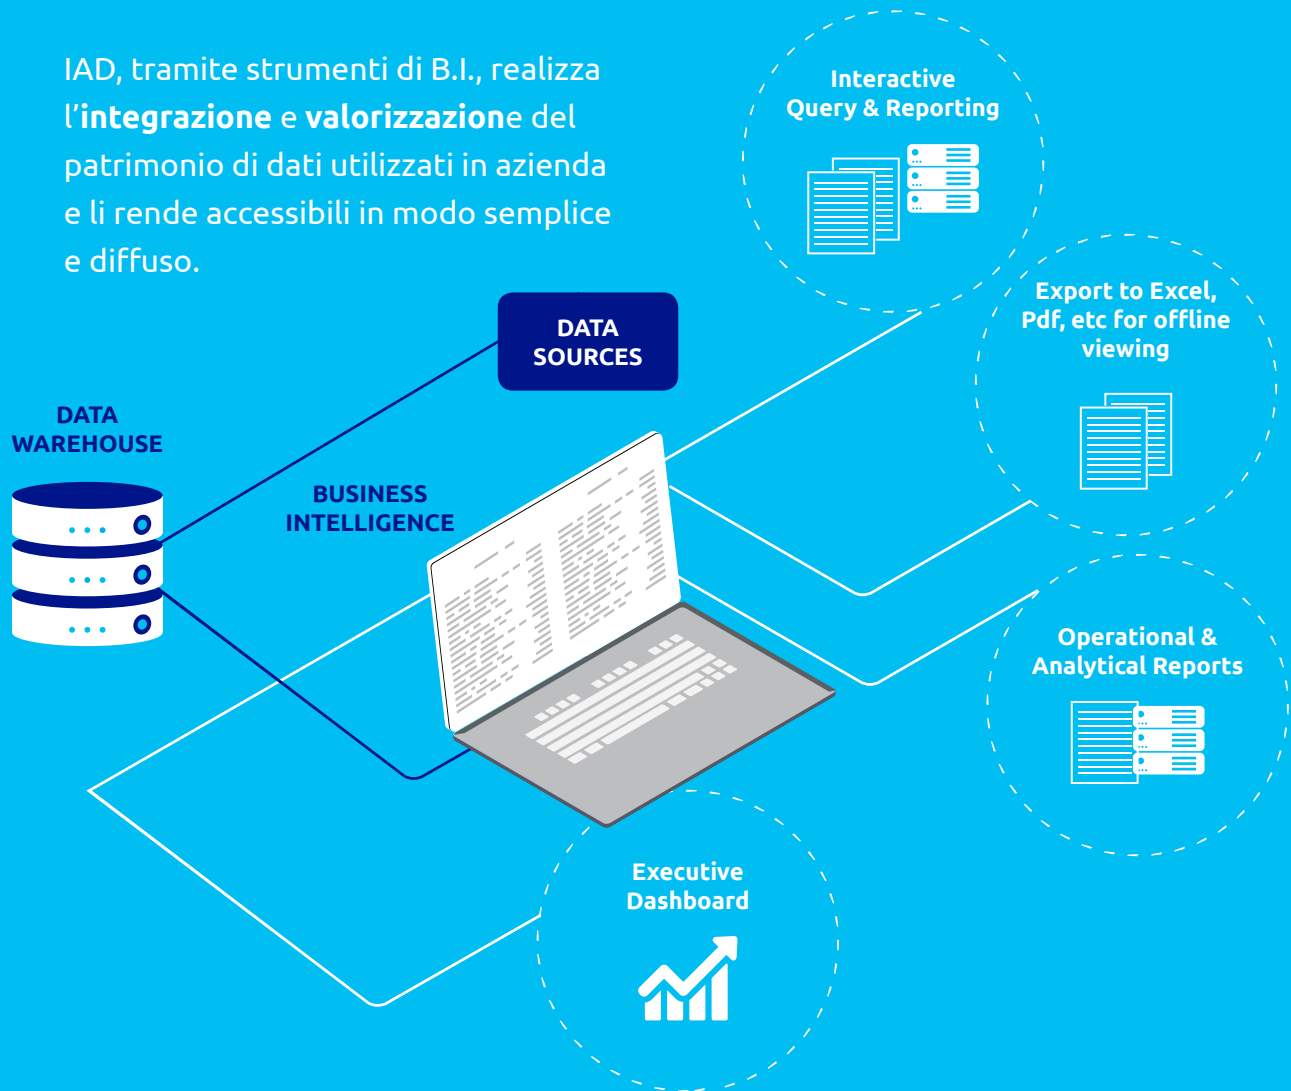 IAD, tramite strumenti di B.I., realizza
l'integrazione e valorizzazione del
patrimonio di dati utilizzati in azienda
e li rende accessibili in modo semplice
e diffuso.
Interactive
Query & Reporting
Export to Excel,
Pdf, etc for offline
viewing
DATA
SOURCES
DATA
WAREHOUSE
BUSINESS
INTELLIGENCE
Operational &
Analytical Reports
Executive
Dashboard